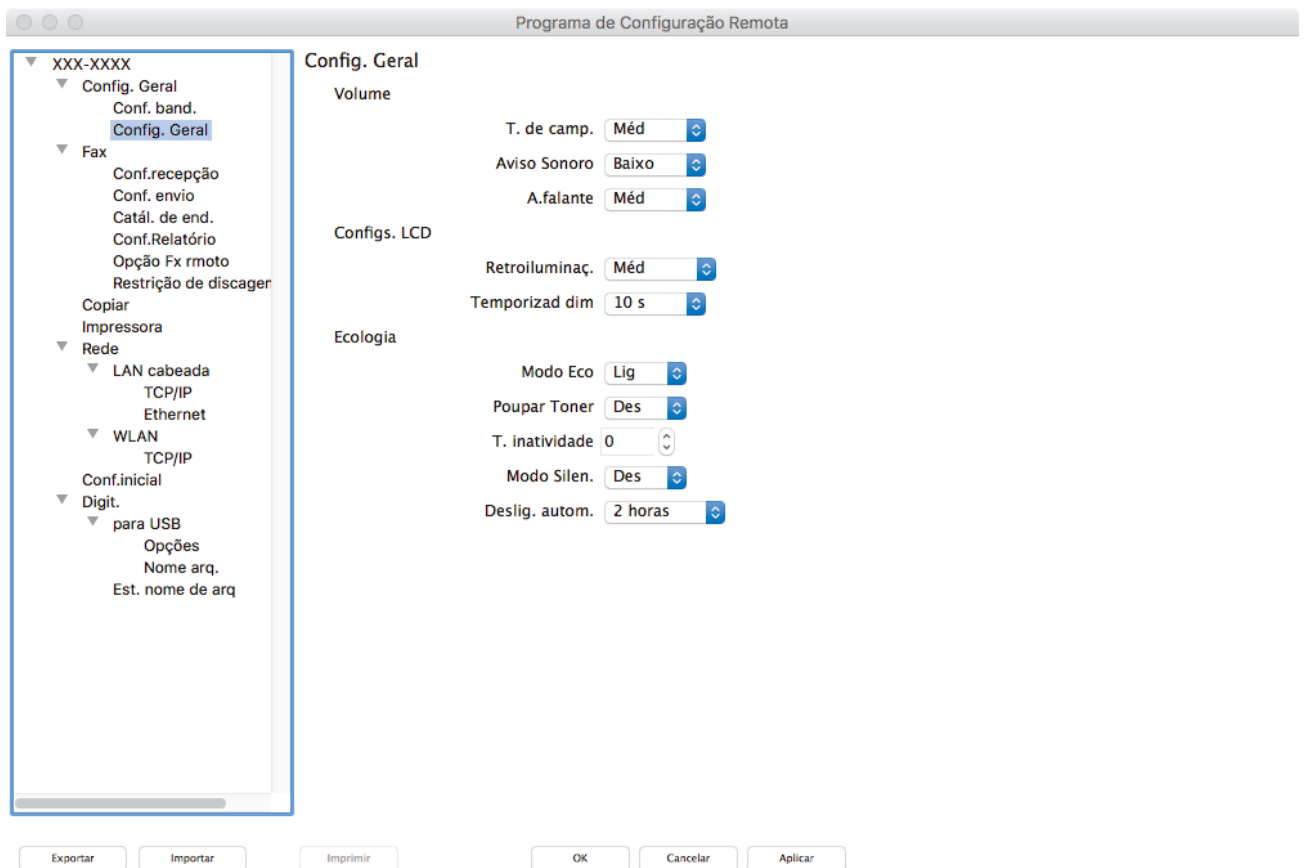 Programa de Configuração Remota
XXX-XXXX
Config. Geral
Conf. band.
Config. Geral
Fax
Conf.recepção
Conf. envio
Catál. de end.
Conf.Relatório
Opção Fx rmoto
Restrição de discagen
Copiar
Impressora
Rede
LAN cabeada
TCP/IP
Ethernet
WLAN
TCP/IP
Conf.inicial
Digit.
para USB
Opções
Nome arq.
Est. nome de arq
Config. Geral
Volume
T. de camp. Méd
Aviso Sonoro Baixo
A.falante Méd
Configs. LCD
Retroiluminaç. Méd
Temporizad dim 10 s
Ecologia
Modo Eco Lig
Poupar Toner Des
T. inatividade 0
Modo Silen. Des
Deslig. autom. 2 horas
Exportar Importar Imprimir OK Cancelar Aplicar